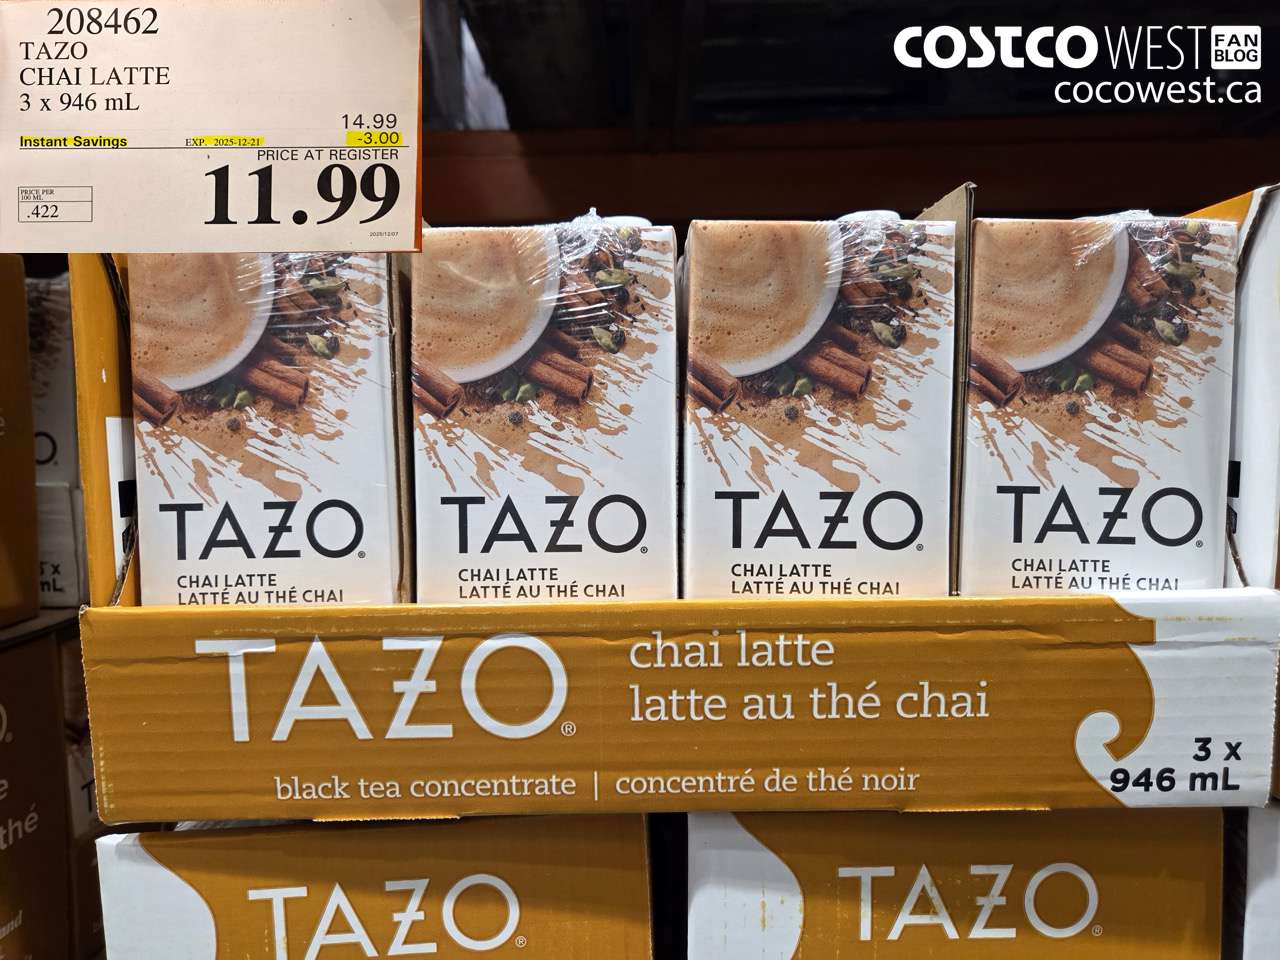 208462
TAZO
CHAI LATTE
3 x 946 mL
14.99
Instant Savings EXP. 2025-12-21 -3.00
PRICE AT REGISTER
11.99
PRICE PER
100 ML
.422
2025/12/07
COSTCO WEST FAN BLOG
cocowest.ca
TAZO®
CHAI LATTE
LATTÉ AU THÉ CHAI
TAZO®
CHAI LATTE
LATTÉ AU THÉ CHAI
TAZO®
CHAI LATTE
LATTÉ AU THÉ CHAI
TAZO®
CHAI LATTE
LATTÉ AU THÉ CHAI
TAZO®
chai latte
latte au thé chai
black tea concentrate | concentré de thé noir
3 x
946 mL
thé
TAZO®
TAZO®